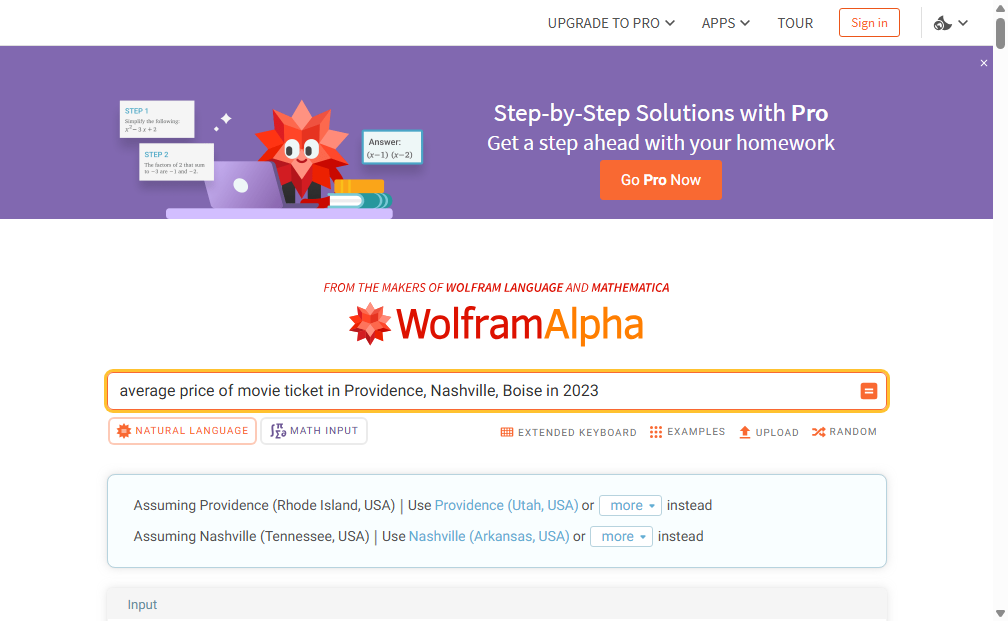 UPGRADE TO PRO APPS TOUR Sign in
Step-by-Step Solutions with Pro
Get a step ahead with your homework
Go Pro Now
STEP 1
Simplify the following:
x² − 3 x + 2
STEP 2
The factors of 2 that sum
to −3 are −1 and −2.
Answer:
(x−1) (x−2)
FROM THE MAKERS OF WOLFRAM LANGUAGE AND MATHEMATICA
WolframAlpha
average price of movie ticket in Providence, Nashville, Boise in 2023
NATURAL LANGUAGE MATH INPUT EXTENDED KEYBOARD EXAMPLES UPLOAD RANDOM
Assuming Providence (Rhode Island, USA) | Use Providence (Utah, USA) or more instead
Assuming Nashville (Tennessee, USA) | Use Nashville (Arkansas, USA) or more instead
Input